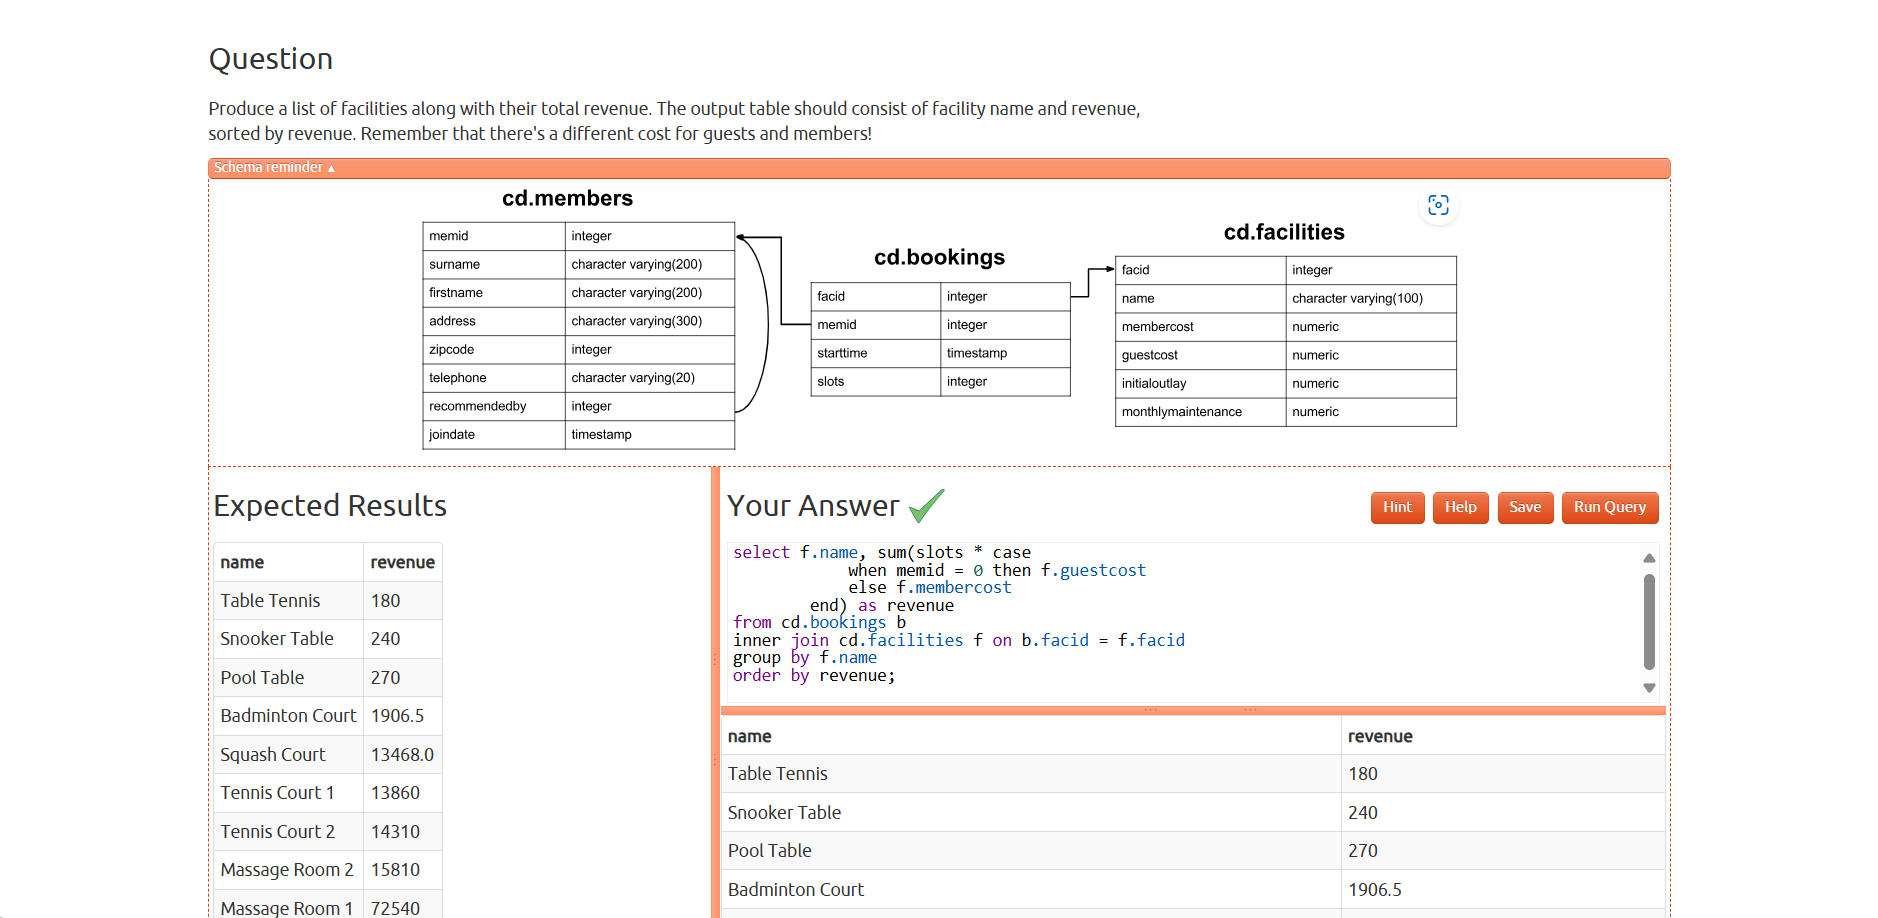 Question
Produce a list of facilities along with their total revenue. The output table should consist of facility name and revenue,
sorted by revenue. Remember that there's a different cost for guests and members!
Schema reminder ▲
cd.members
memid integer
surname character varying(200)
firstname character varying(200)
address character varying(300)
zipcode integer
telephone character varying(20)
recommendedby integer
joindate timestamp
cd.bookings
facid integer
memid integer
starttime timestamp
slots integer
cd.facilities
facid integer
name character varying(100)
membercost numeric
guestcost numeric
initialoutlay numeric
monthlymaintenance numeric
Expected Results
name revenue
Table Tennis 180
Snooker Table 240
Pool Table 270
Badminton Court 1906.5
Squash Court 13468.0
Tennis Court 1 13860
Tennis Court 2 14310
Massage Room 2 15810
Massage Room 1 72540
Your Answer
Hint Help Save Run Query
select f.name, sum(slots * case
when memid = 0 then f.guestcost
else f.membercost
end) as revenue
from cd.bookings b
inner join cd.facilities f on b.facid = f.facid
group by f.name
order by revenue;
name revenue
Table Tennis 180
Snooker Table 240
Pool Table 270
Badminton Court 1906.5